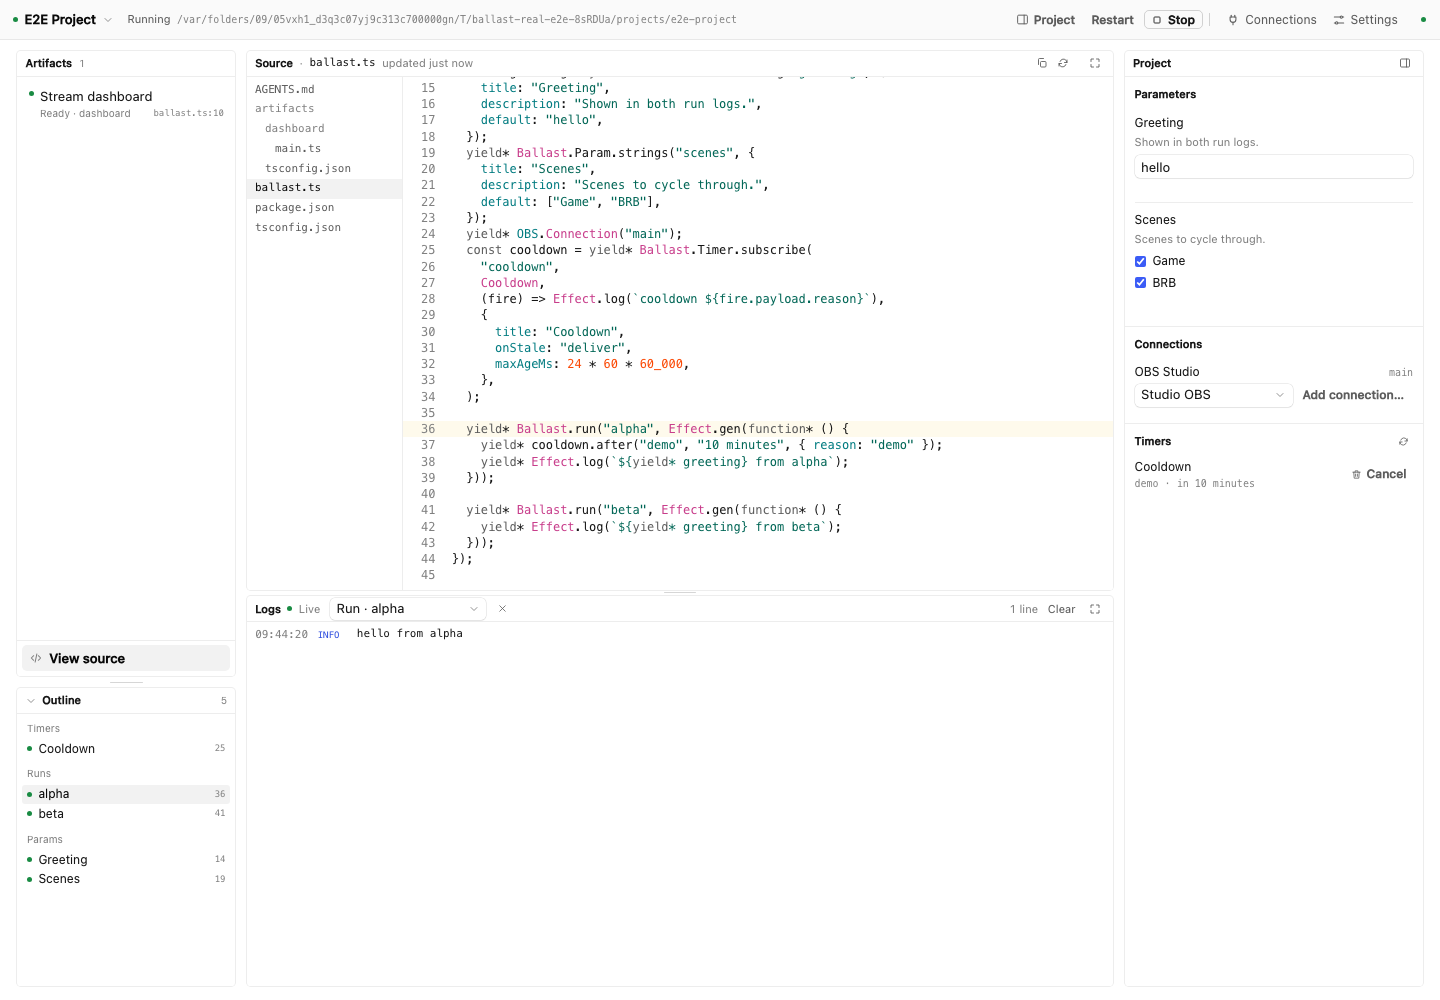 E2E Project
Running /var/folders/09/05vxh1_d3q3c07yj9c313c700000gn/T/ballast-real-e2e-8sRDUa/projects/e2e-project
Project
Restart
Stop
Connections
Settings
Artifacts 1
Stream dashboard
Ready · dashboard ballast.ts:10
View source
Outline 5
Timers
Cooldown 25
Runs
alpha 36
beta 41
Params
Greeting 14
Scenes 19
Source · ballast.ts updated just now
AGENTS.md
artifacts
dashboard
main.ts
tsconfig.json
ballast.ts
package.json
tsconfig.json
15 title: "Greeting",
16 description: "Shown in both run logs.",
17 default: "hello",
18 });
19 yield* Ballast.Param.strings("scenes", {
20 title: "Scenes",
21 description: "Scenes to cycle through.",
22 default: ["Game", "BRB"],
23 });
24 yield* OBS.Connection("main");
25 const cooldown = yield* Ballast.Timer.subscribe(
26 "cooldown",
27 Cooldown,
28 (fire) => Effect.log(`cooldown ${fire.payload.reason}`),
29 {
30 title: "Cooldown",
31 onStale: "deliver",
32 maxAgeMs: 24 * 60 * 60_000,
33 },
34 );
35
36 yield* Ballast.run("alpha", Effect.gen(function* () {
37 yield* cooldown.after("demo", "10 minutes", { reason: "demo" });
38 yield* Effect.log(`${yield* greeting} from alpha`);
39 }));
40
41 yield* Ballast.run("beta", Effect.gen(function* () {
42 yield* Effect.log(`${yield* greeting} from beta`);
43 }));
44 });
45
Logs Live Run · alpha 1 line Clear
09:44:20 INFO hello from alpha
Project
Parameters
Greeting
Shown in both run logs.
hello
Scenes
Scenes to cycle through.
Game
BRB
Connections
OBS Studio main
Studio OBS Add connection...
Timers
Cooldown
demo · in 10 minutes
Cancel